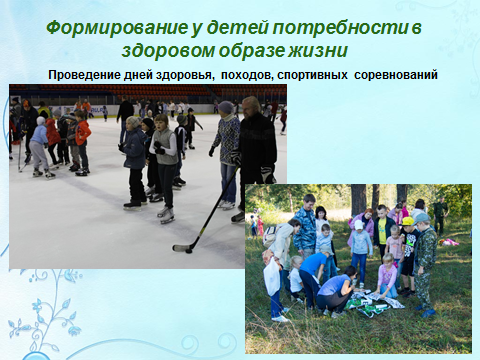 Формирование у детей потребности в
здоровом образе жизни
Проведение дней здоровья, походов, спортивных соревнований